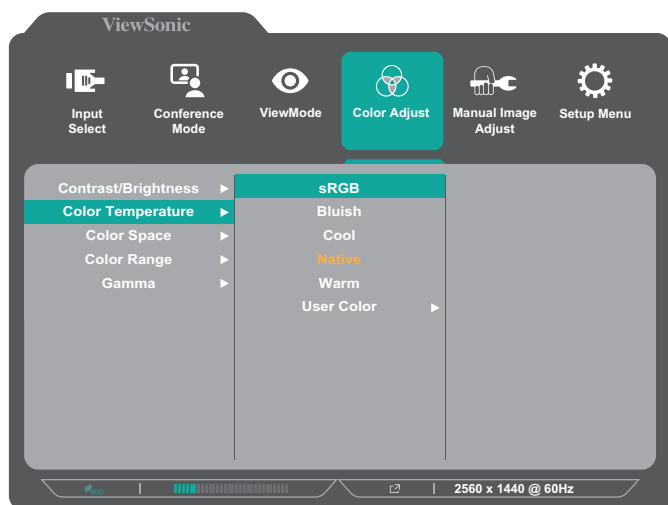 ViewSonic
Input
Select
Conference
Mode
ViewMode
Color Adjust
Manual Image
Adjust
Setup Menu
Contrast/Brightness
Color Temperature
Color Space
Color Range
Gamma
sRGB
Bluish
Cool
Native
Warm
User Color
eco
2560 x 1440 @ 60Hz